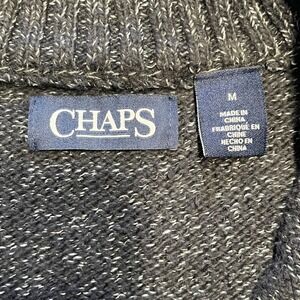 CHAPS
M
MADE IN
CHINA
FABRIQUÉ EN
CHINE
HECHO EN
CHINA